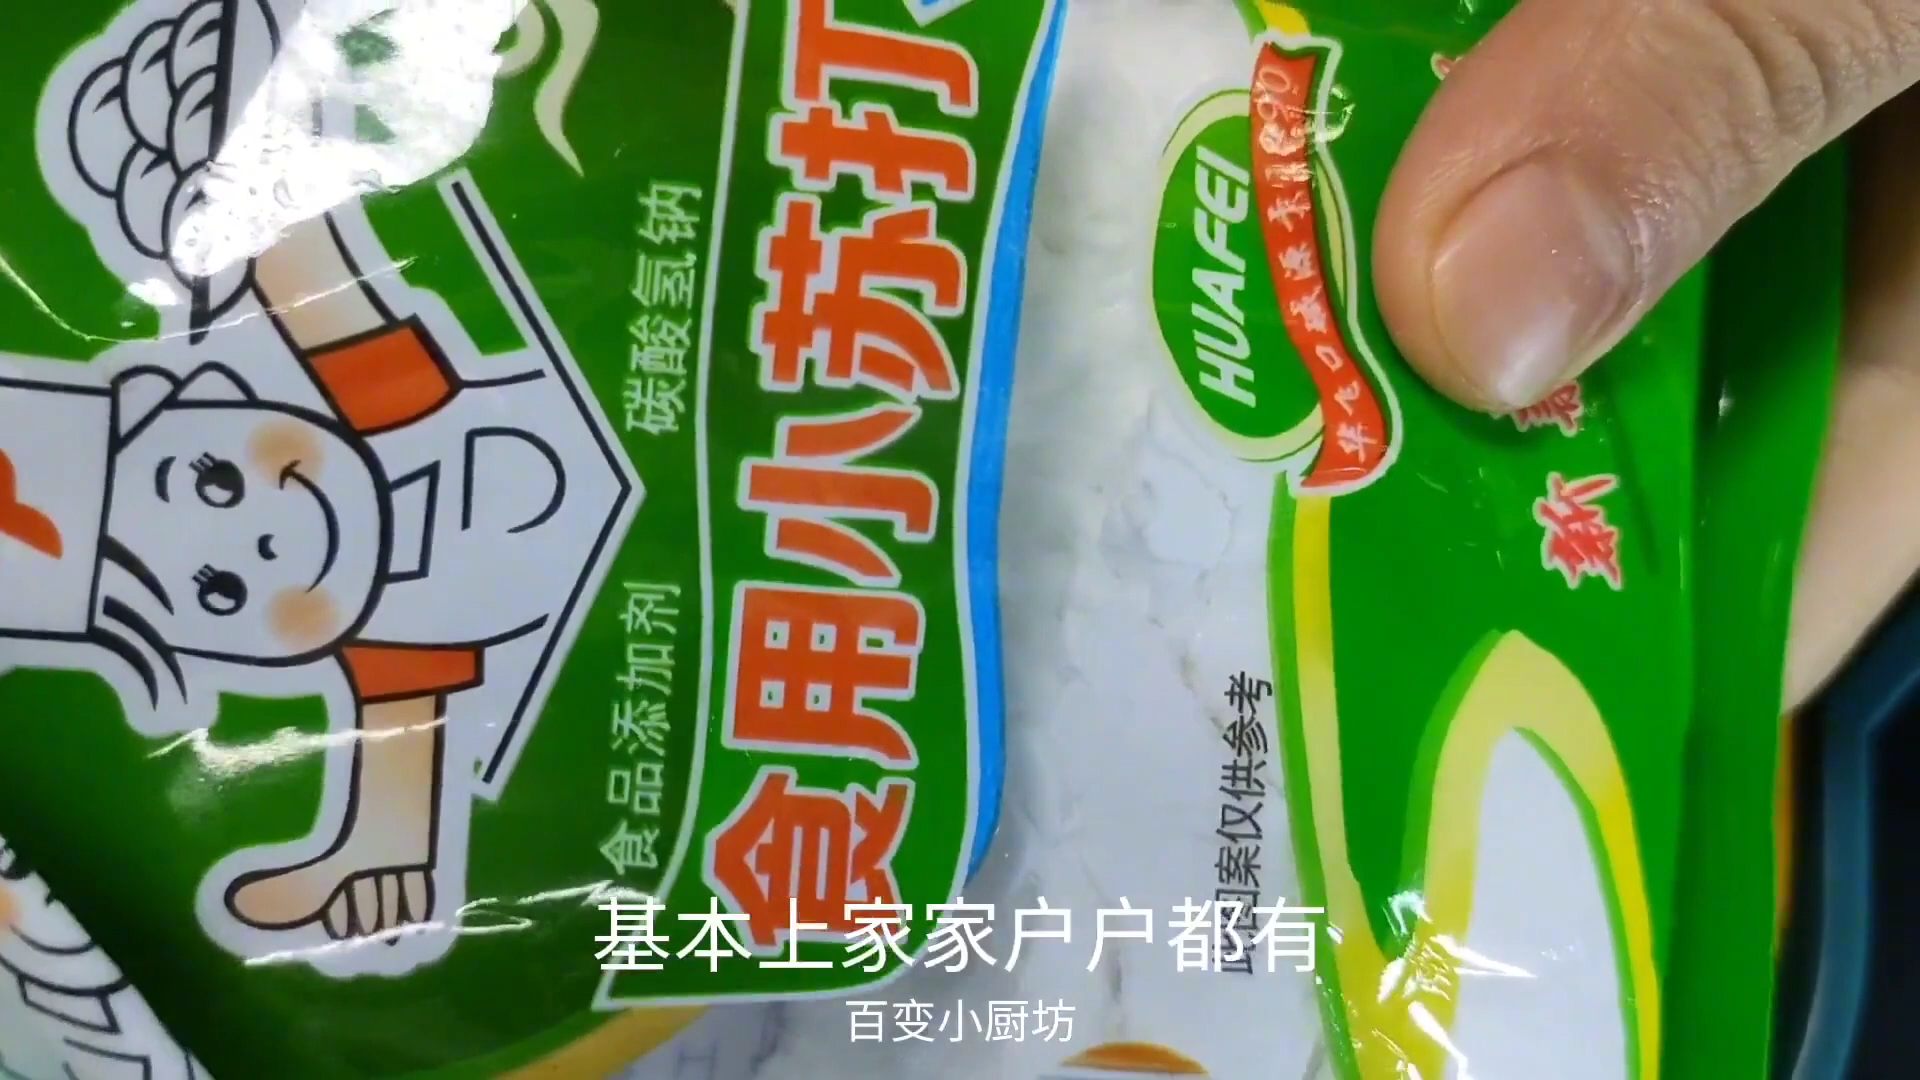 食品添加剂 碳酸氢钠
食用小苏打
HUAFEI
此图案仅供参考
基本上家家户户都有
百变小厨坊